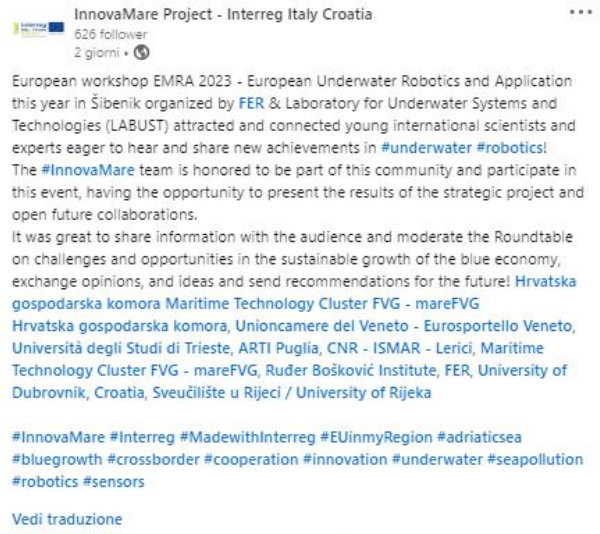 InnovaMare Project - Interreg Italy Croatia
626 follower
2 giorni •
European workshop EMRA 2023 - European Underwater Robotics and Application
this year in Šibenik organized by FER & Laboratory for Underwater Systems and
Technologies (LABUST) attracted and connected young international scientists and
experts eager to hear and share new achievements in #underwater #robotics!
The #InnovaMare team is honored to be part of this community and participate in
this event, having the opportunity to present the results of the strategic project and
open future collaborations.
It was great to share information with the audience and moderate the Roundtable
on challenges and opportunities in the sustainable growth of the blue economy,
exchange opinions, and ideas and send recommendations for the future! Hrvatska
gospodarska komora Maritime Technology Cluster FVG - mareFVG
Hrvatska gospodarska komora, Unioncamere del Veneto - Eurosportello Veneto,
Università degli Studi di Trieste, ARTI Puglia, CNR - ISMAR - Lerici, Maritime
Technology Cluster FVG - mareFVG, Ruđer Bošković Institute, FER, University of
Dubrovnik, Croatia, Sveučilište u Rijeci / University of Rijeka
#InnovaMare #Interreg #MadewithInterreg #EUinmyRegion #adriaticsea
#bluegrowth #crossborder #cooperation #innovation #underwater #seapollution
#robotics #sensors
Vedi traduzione